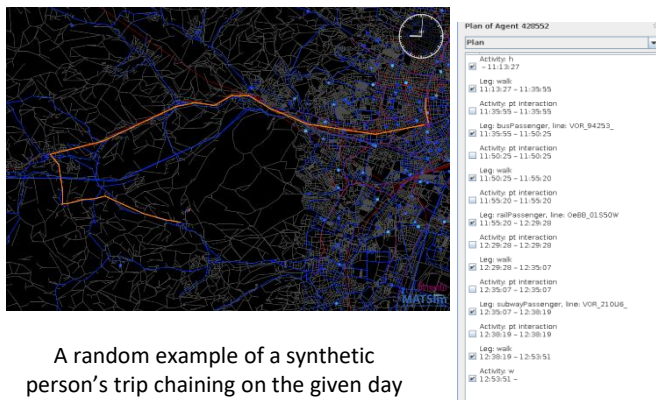 MATSim
A random example of a synthetic
person's trip chaining on the given day
Plan of Agent 428552
Plan
Activity: h
– 11:13:27
Leg: walk
11:13:27 – 11:35:55
Activity: pt interaction
11:35:55 – 11:35:55
Leg: busPassenger, line: VOR_94253_
11:35:55 – 11:50:25
Activity: pt interaction
11:50:25 – 11:50:25
Leg: walk
11:50:25 – 11:55:20
Activity: pt interaction
11:55:20 – 11:55:20
Leg: railPassenger, line: OeBB_01S50W
11:55:20 – 12:29:28
Activity: pt interaction
12:29:28 – 12:29:28
Leg: walk
12:29:28 – 12:35:07
Activity: pt interaction
12:35:07 – 12:35:07
Leg: subwayPassenger, line: VOR_210U6_
12:35:07 – 12:38:19
Activity: pt interaction
12:38:19 – 12:38:19
Leg: walk
12:38:19 – 12:53:51
Activity: w
12:53:51 –